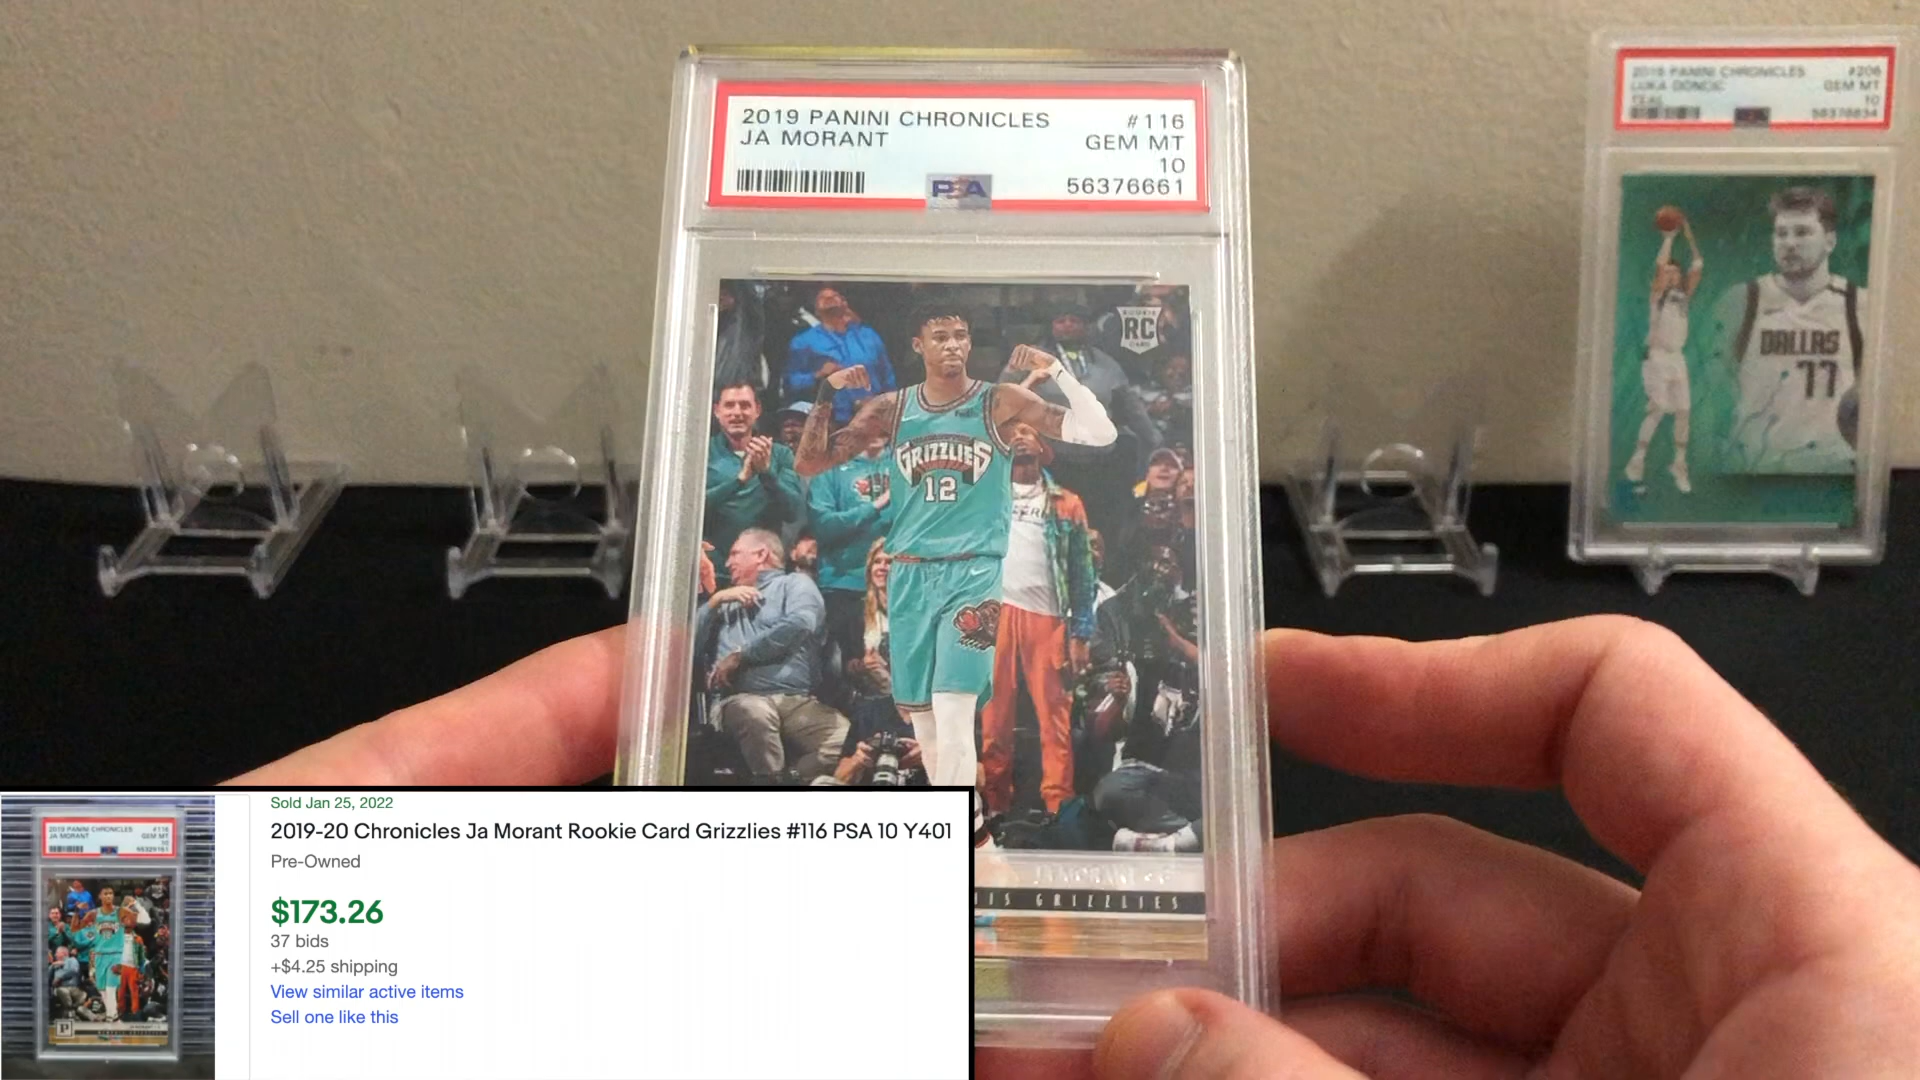 2019 PANINI CHRONICLES #116
JA MORANT GEM MT
10
PSA 56376661
ROOKIE
RC
CARD
GRIZZLIES
12
GRIZZLIES
2018 PANINI CHRONICLES #206
LUKA DONCIC GEM MT
TEAL 10
DALLAS
77
Sold Jan 25, 2022
2019-20 Chronicles Ja Morant Rookie Card Grizzlies #116 PSA 10 Y401
Pre-Owned
$173.26
37 bids
+$4.25 shipping
View similar active items
Sell one like this
2019 PANINI CHRONICLES #116
JA MORANT GEM MT
10
P